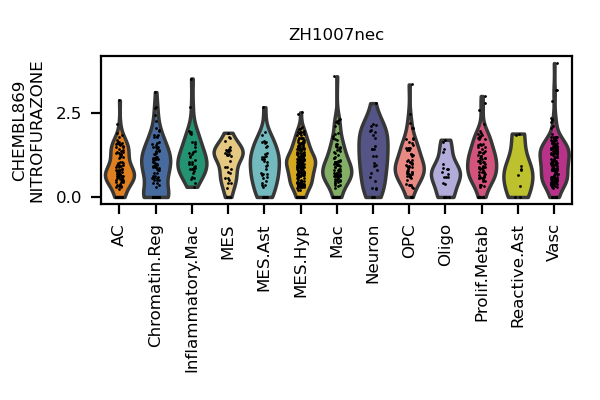 ZH1007nec
CHEMBL869
NITROFURAZONE
2.5
0.0
AC
Chromatin.Reg
Inflammatory.Mac
MES
MES.Ast
MES.Hyp
Mac
Neuron
OPC
Oligo
Prolif.Metab
Reactive.Ast
Vasc